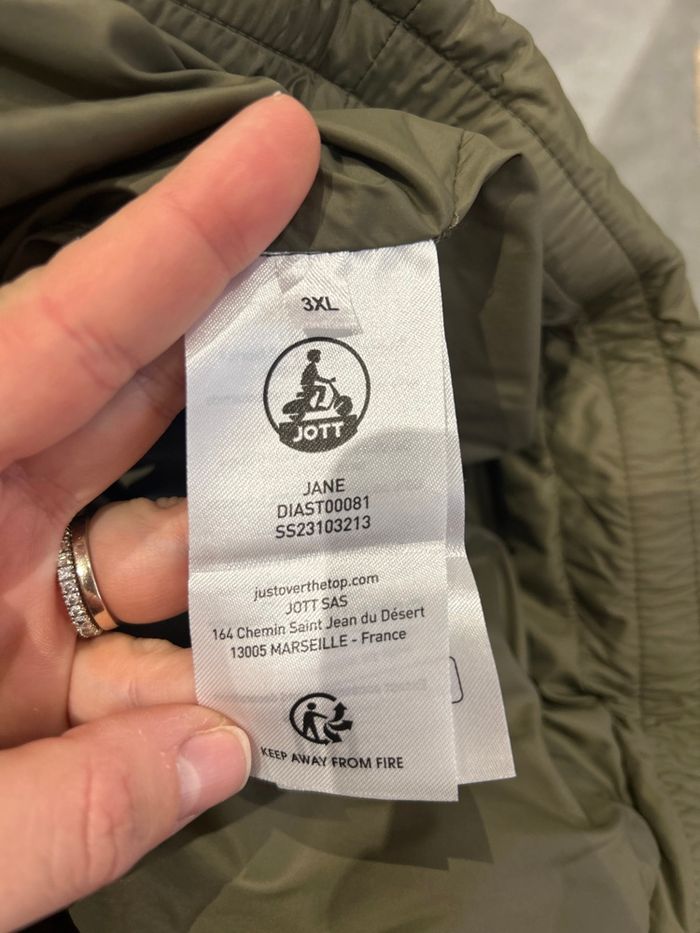 3XL
JOTT
JANE
DIAST00081
SS23103213
justoverthetop.com
JOTT SAS
164 Chemin Saint Jean du Désert
13005 MARSEILLE - France
KEEP AWAY FROM FIRE